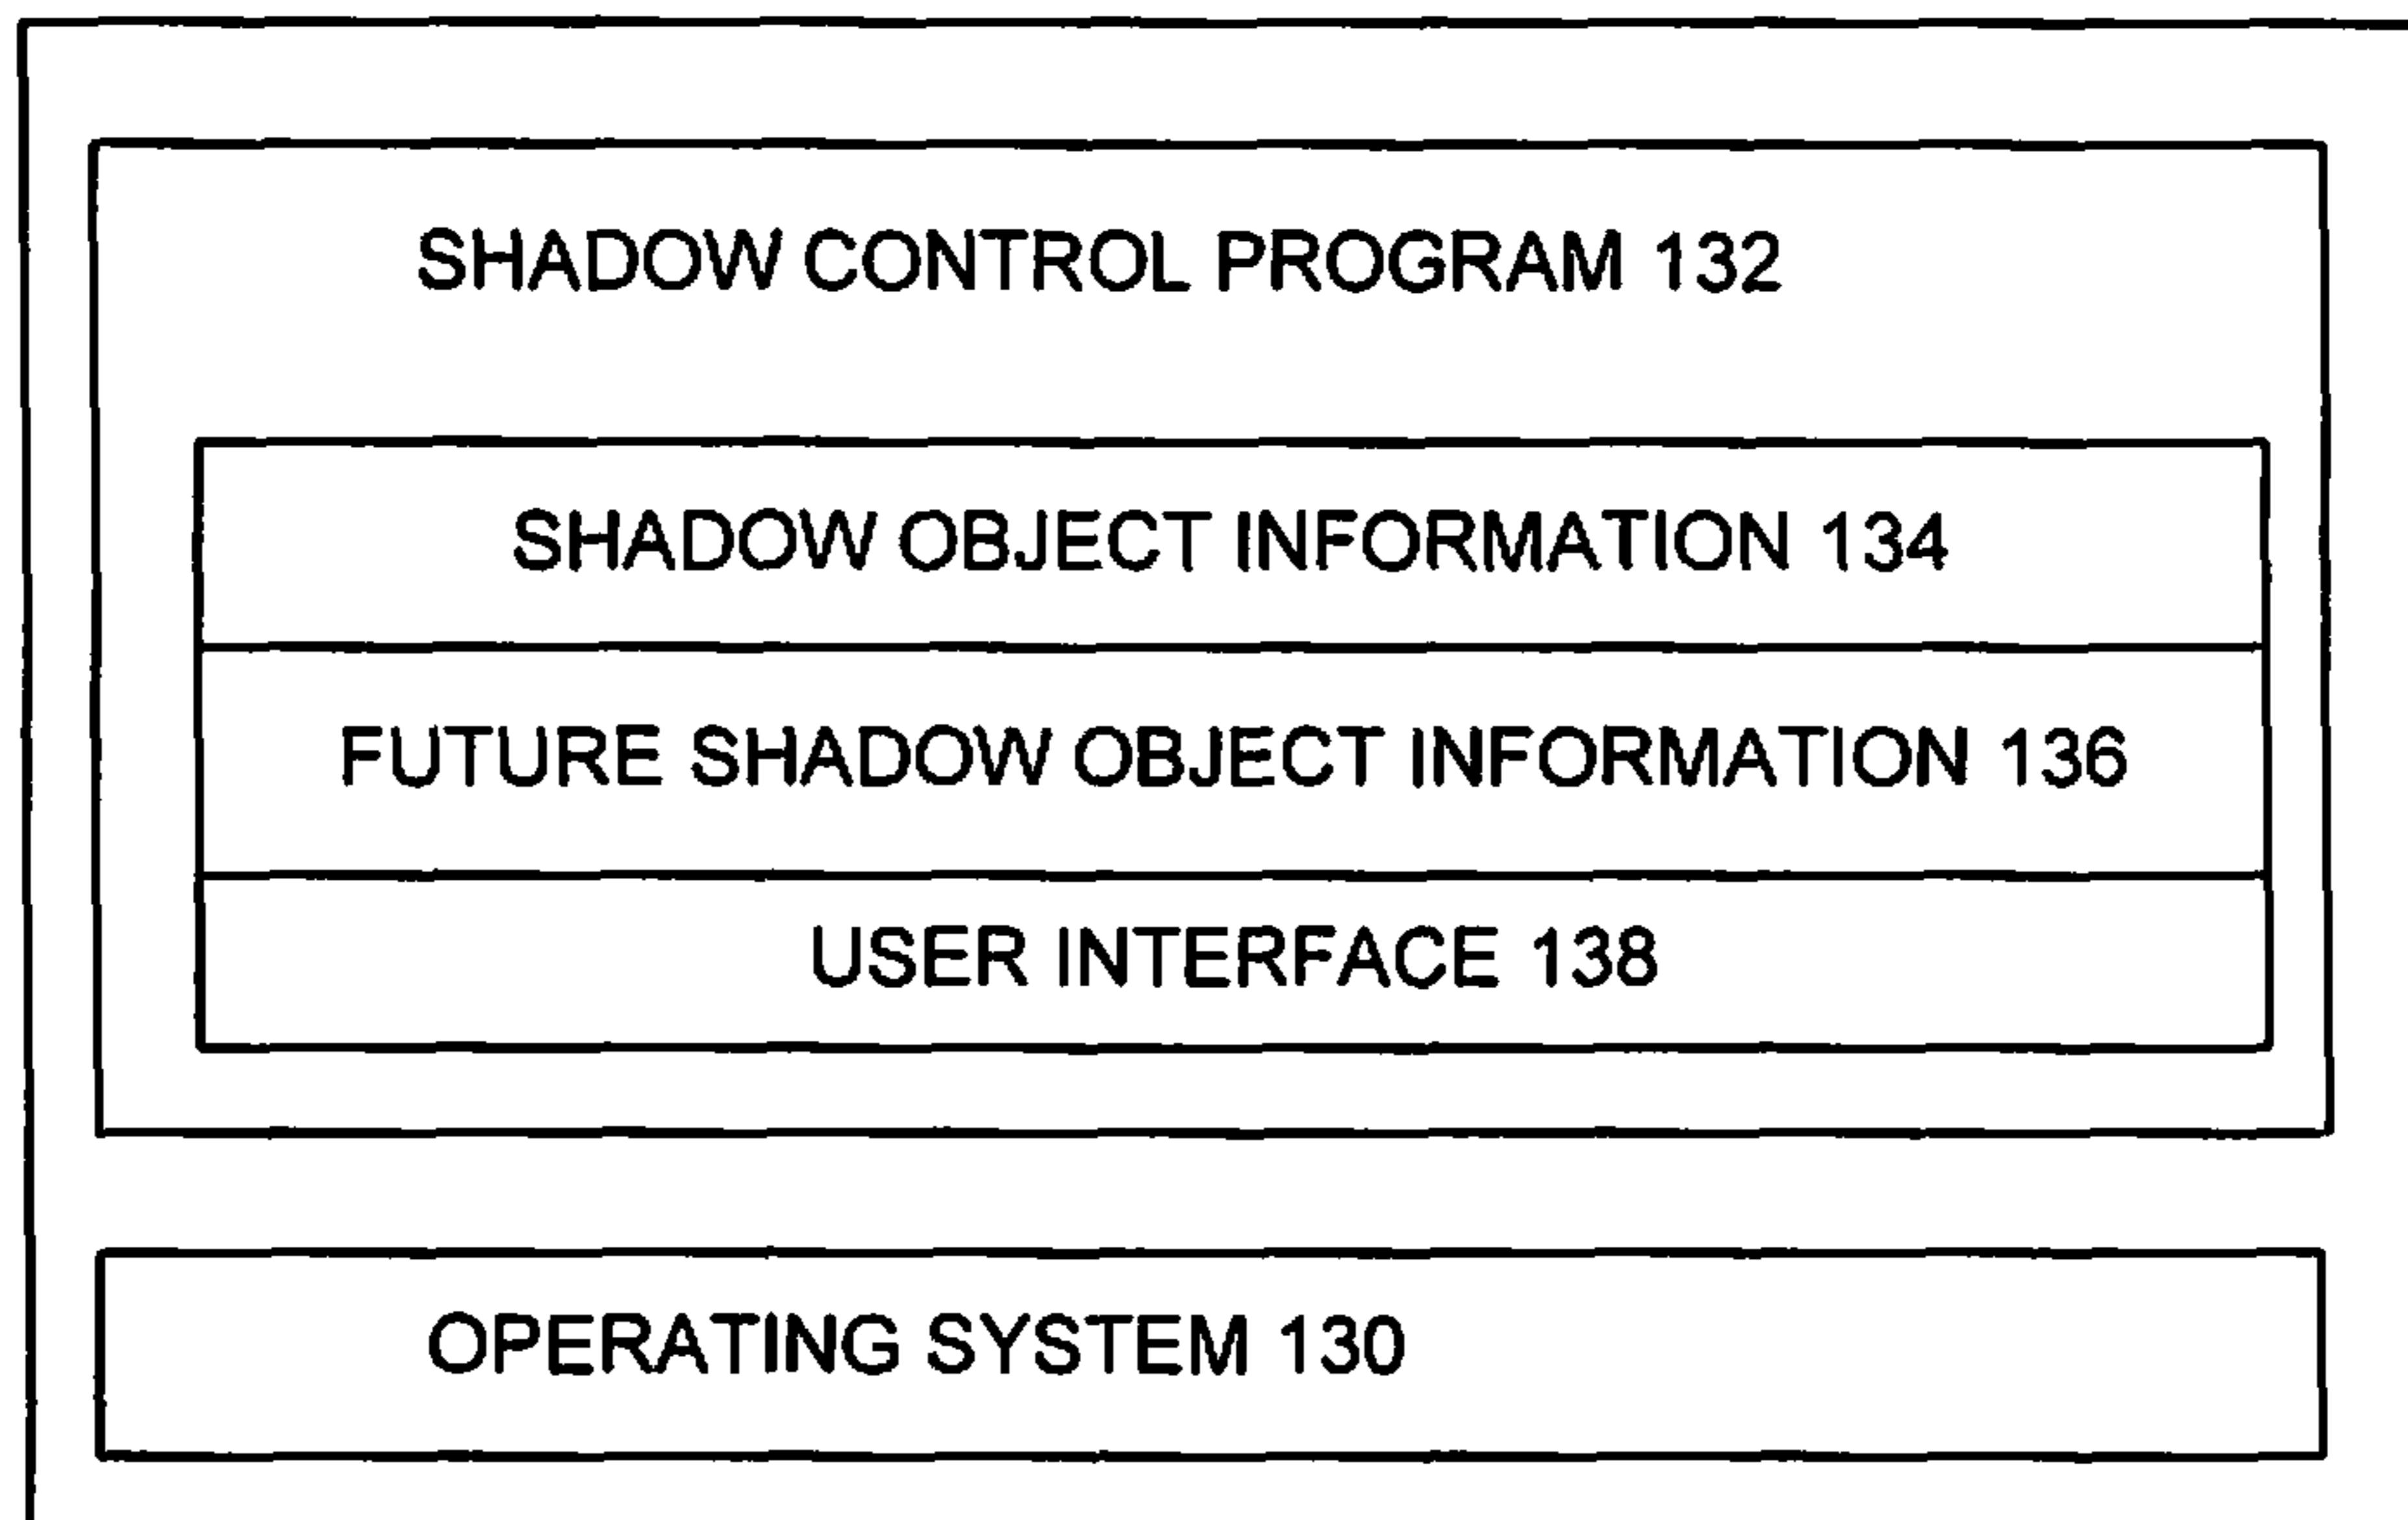 SHADOW CONTROL PROGRAM 132
SHADOW OBJECT INFORMATION 134
FUTURE SHADOW OBJECT INFORMATION 136
USER INTERFACE 138
OPERATING SYSTEM 130